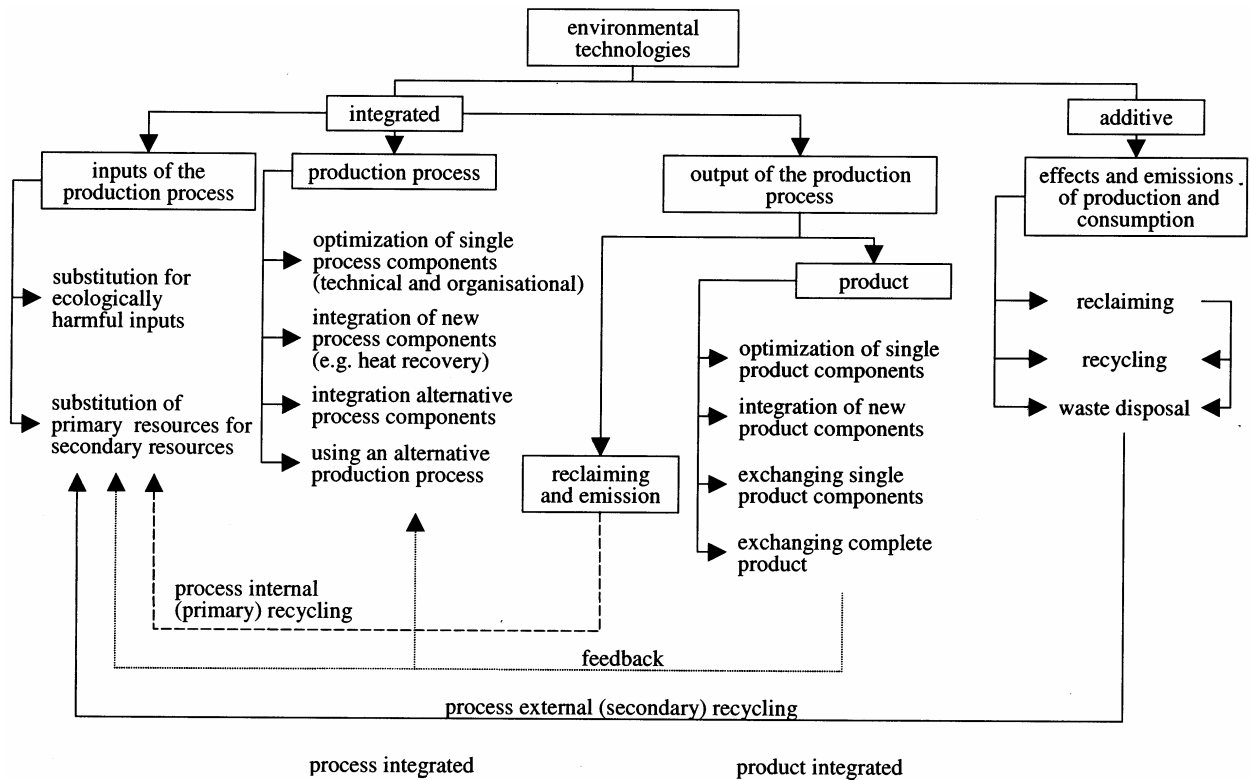 environmental
technologies
integrated
additive
inputs of the
production process
production process
output of the production
process
effects and emissions
of production and
consumption
substitution for
ecologically
harmful inputs
substitution of
primary resources for
secondary resources
optimization of single
process components
(technical and organisational)
integration of new
process components
(e.g. heat recovery)
integration alternative
process components
using an alternative
production process
reclaiming
and emission
product
optimization of single
product components
integration of new
product components
exchanging single
product components
exchanging complete
product
reclaiming
recycling
waste disposal
process internal
(primary) recycling
feedback
process external (secondary) recycling
process integrated
product integrated